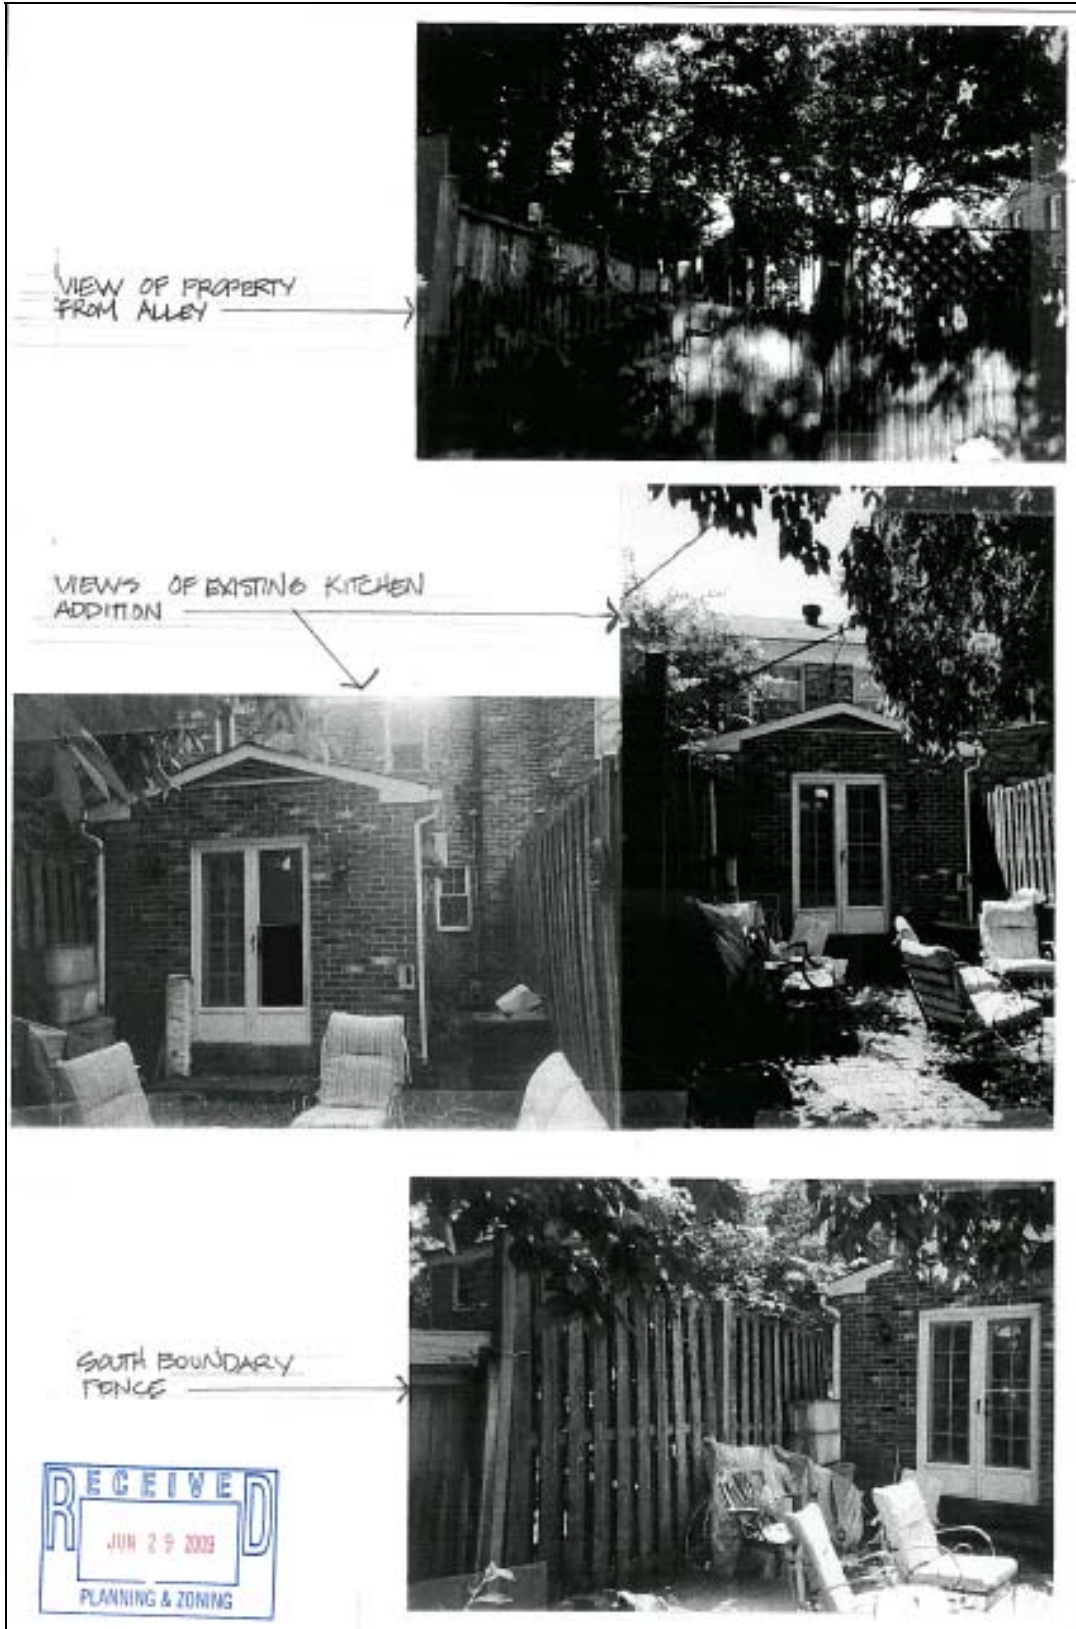 VIEW OF PROPERTY
FROM ALLEY
VIEWS OF EXISTING KITCHEN
ADDITION
SOUTH BOUNDARY
FENCE
RECEIVED
JUN 29 2009
PLANNING & ZONING